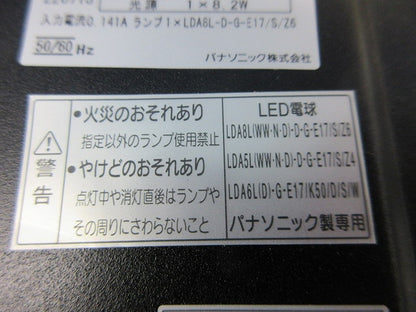 光源 1×8.2W
入力電流0.141A ランプ1×LDA8L-D-G-E17/S/Z6
50/60 Hz
パナソニック株式会社
警告
●火災のおそれあり
指定以外のランプ使用禁止
●やけどのおそれあり
点灯中や消灯直後はランプや
その周りにさわらないこと
LED電球
LDA8L(WW·N·D)-D-G-E17/S/Z6
LDA5L(WW·N·D)-D-G-E17/S/Z4
LDA6L(D)-G-E17/K50/D/S/W
パナソニック製専用